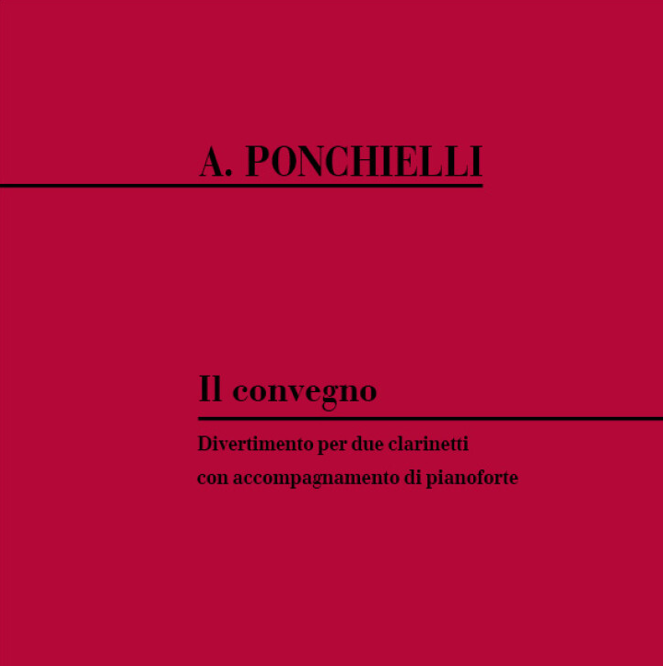 A. PONCHIELLI
Il convegno
Divertimento per due clarinetti
con accompagnamento di pianoforte